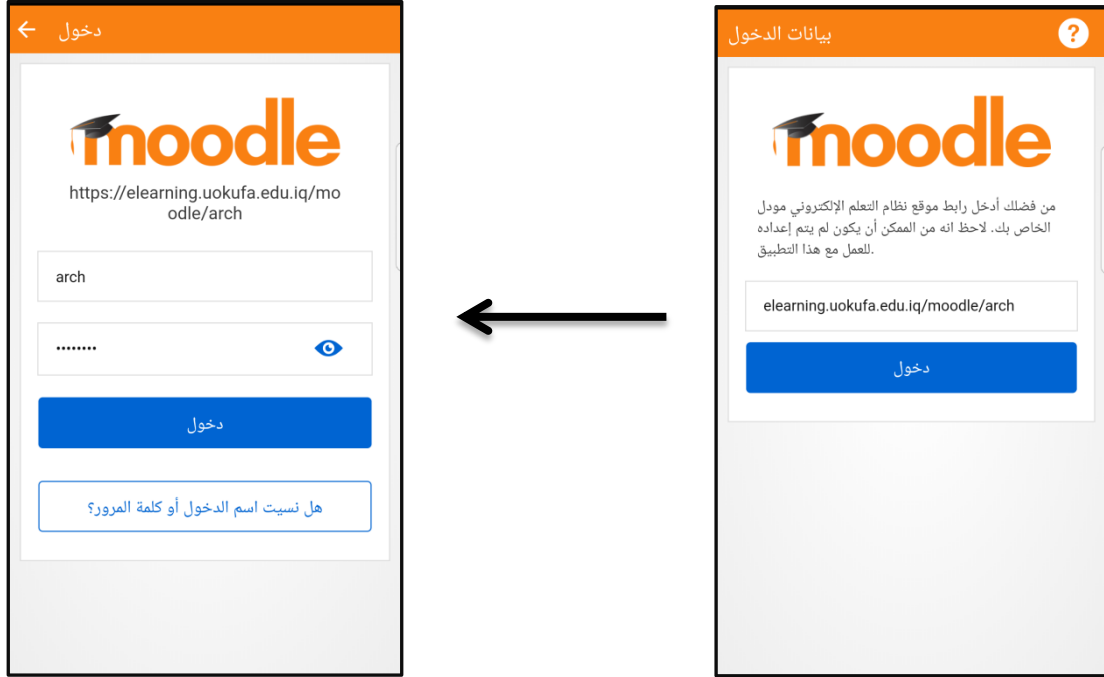 بيانات الدخول
?
moodle
من فضلك أدخل رابط موقع نظام التعلم الإلكتروني مودل
الخاص بك. لاحظ انه من الممكن أن يكون لم يتم إعداده
.للعمل مع هذا التطبيق
elearning.uokufa.edu.iq/moodle/arch
دخول
دخول
moodle
https://elearning.uokufa.edu.iq/mo
odle/arch
arch
••••••••
دخول
هل نسيت اسم الدخول أو كلمة المرور؟